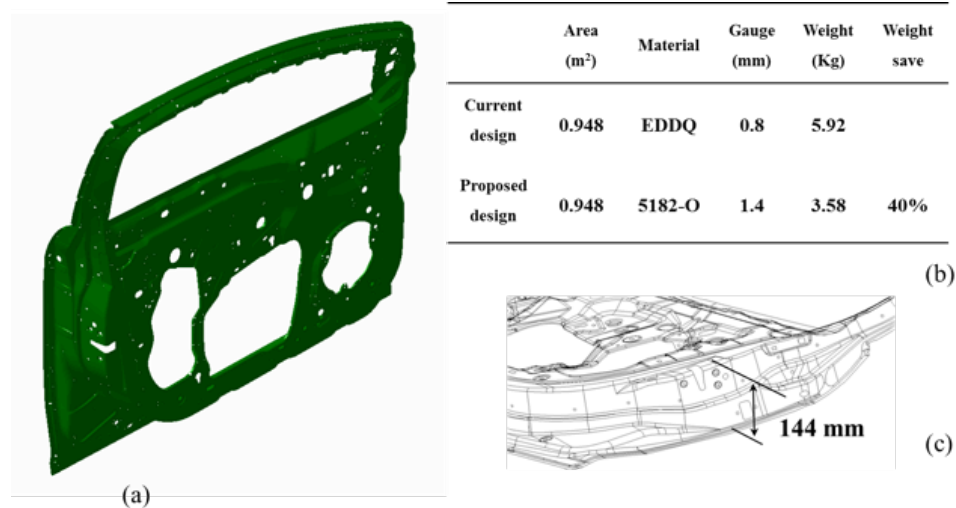 Area Material Gauge Weight Weight
(m²) (mm) (Kg) save
Current
design 0.948 EDDQ 0.8 5.92
Proposed
design 0.948 5182-O 1.4 3.58 40%
(b)
144 mm
(c)
(a)